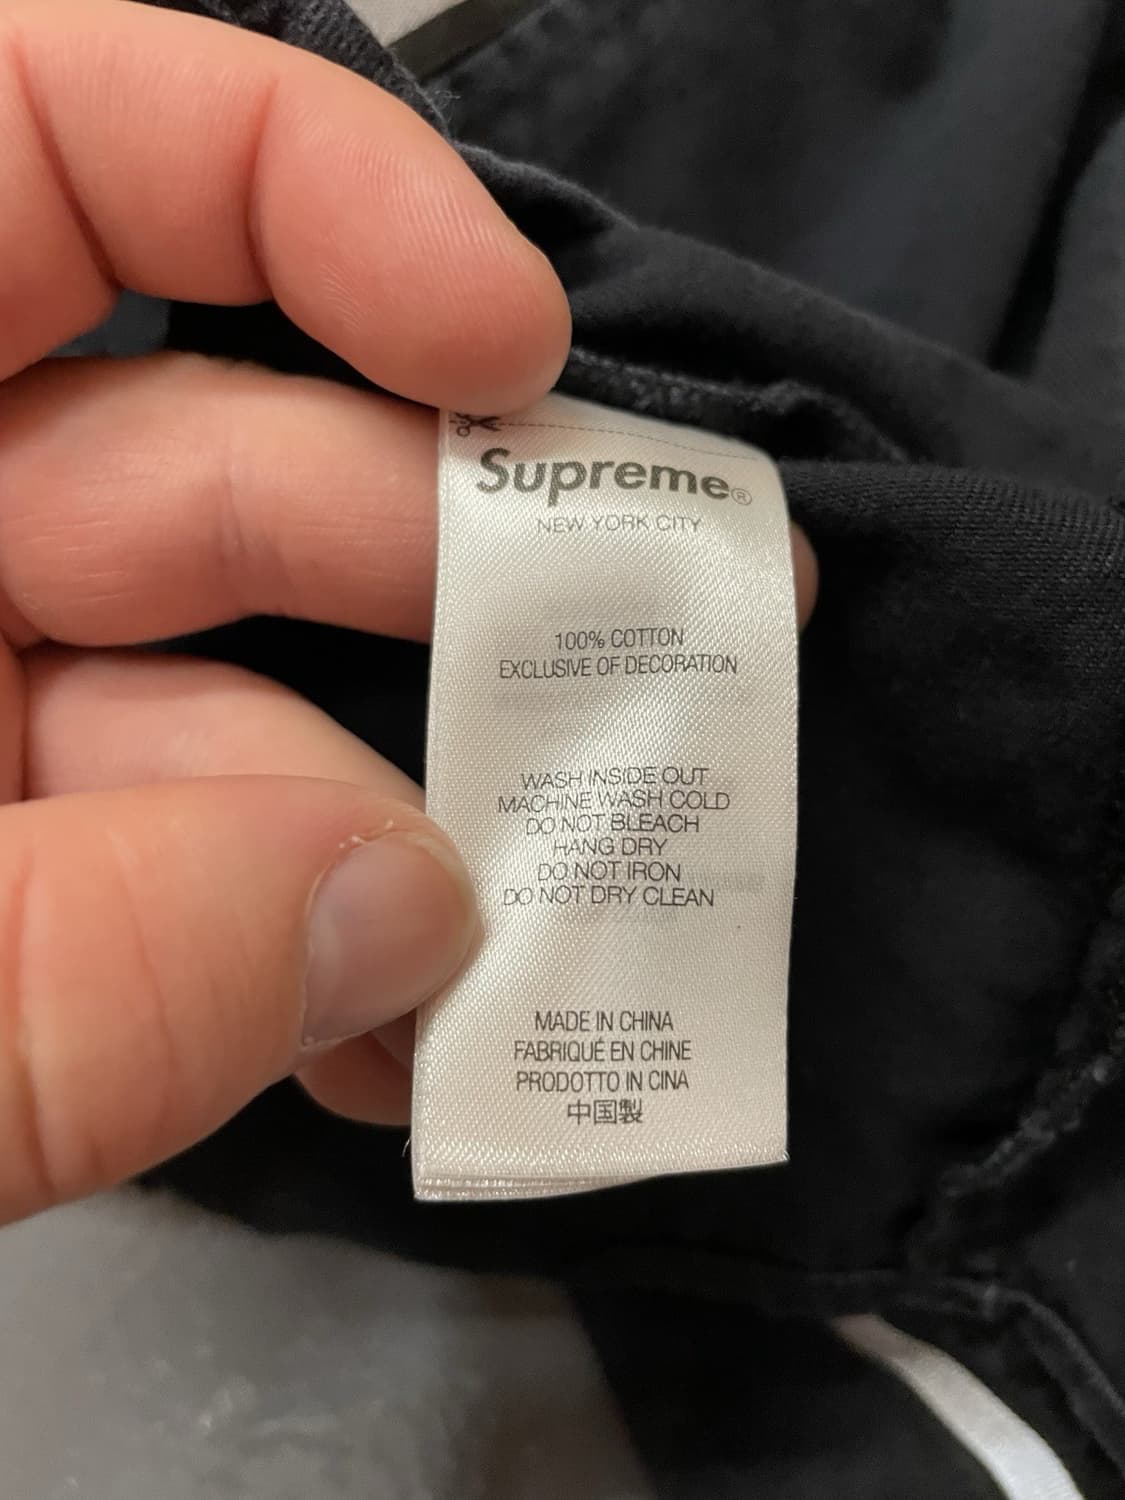 Supreme®
NEW YORK CITY
100% COTTON
EXCLUSIVE OF DECORATION
WASH INSIDE OUT
MACHINE WASH COLD
DO NOT BLEACH
HANG DRY
DO NOT IRON
DO NOT DRY CLEAN
MADE IN CHINA
FABRIQUÉ EN CHINE
PRODOTTO IN CINA
中国製